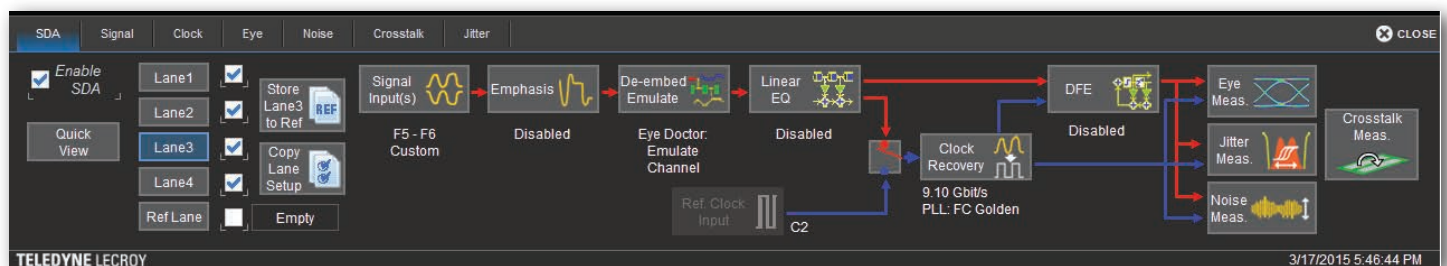 SDA
Signal
Clock
Eye
Noise
Crosstalk
Jitter
CLOSE
Enable
SDA
Quick
View
Lane1
Lane2
Lane3
Lane4
Ref Lane
Empty
Store
Lane3
to Ref
REF
Copy
Lane
Setup
Signal
Input(s)
F5 - F6
Custom
Emphasis
Disabled
De-embed
Emulate
Eye Doctor:
Emulate
Channel
Linear
EQ
Disabled
Ref. Clock
Input
C2
Clock
Recovery
9.10 Gbit/s
PLL: FC Golden
DFE
Disabled
Eye
Meas.
Jitter
Meas.
Noise
Meas.
Crosstalk
Meas.
TELEDYNE LECROY
3/17/2015 5:46:44 PM